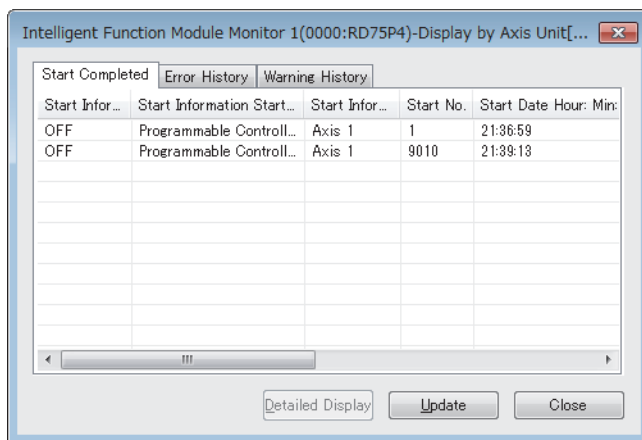 Intelligent Function Module Monitor 1(0000:RD75P4)-Display by Axis Unit[...
Start Completed Error History Warning History
Start Infor... Start Information Start... Start Infor... Start No. Start Date Hour: Min:
OFF Programmable Controll... Axis 1 1 21:36:59
OFF Programmable Controll... Axis 1 9010 21:39:13
Detailed Display Update Close